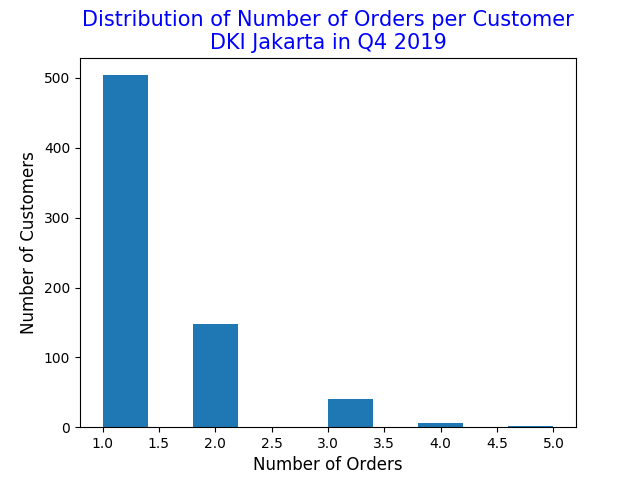 Distribution of Number of Orders per Customer
DKI Jakarta in Q4 2019
Number of Customers
500
400
300
200
100
0
1.0 1.5 2.0 2.5 3.0 3.5 4.0 4.5 5.0
Number of Orders